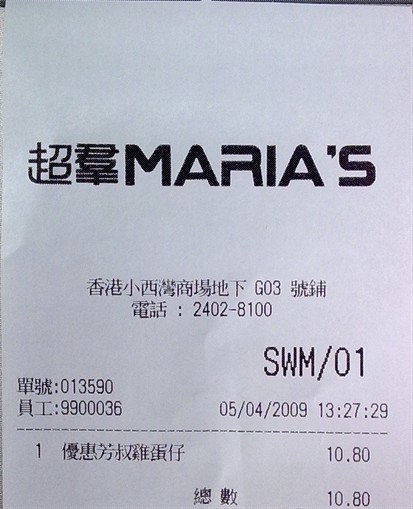 超羣MARIA'S
香港小西灣商場地下 G03 號鋪
電話 : 2402-8100
SWM/01
單號:013590
員工:9900036 05/04/2009 13:27:29
1 優惠芳叔雞蛋仔 10.80
總 數 10.80